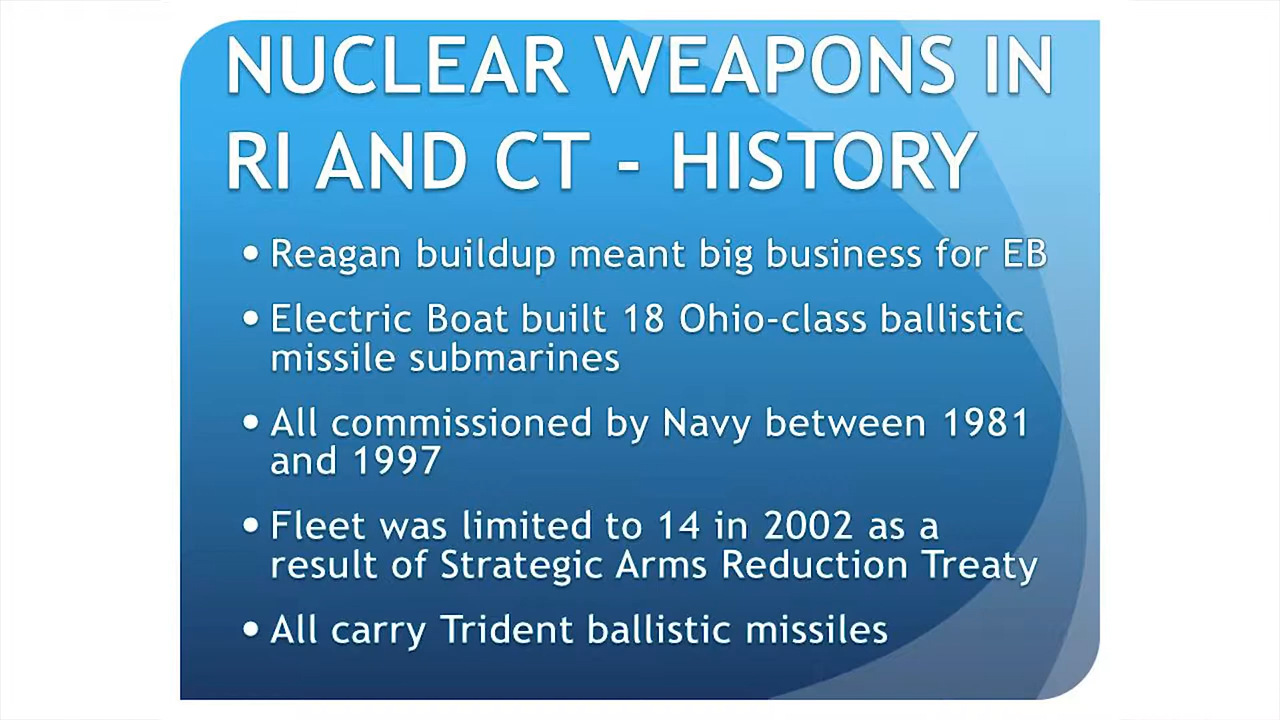 NUCLEAR WEAPONS IN
RI AND CT - HISTORY
• Reagan buildup meant big business for EB
• Electric Boat built 18 Ohio-class ballistic
missile submarines
• All commissioned by Navy between 1981
and 1997
• Fleet was limited to 14 in 2002 as a
result of Strategic Arms Reduction Treaty
• All carry Trident ballistic missiles